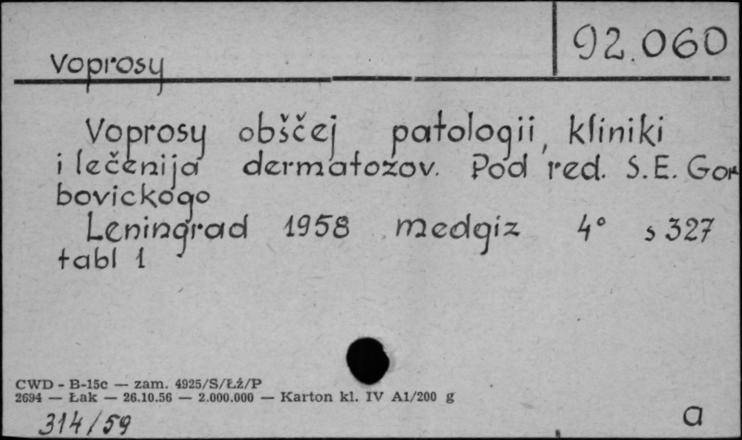 92.060
Voprosy
Voprosy obščej patologii, kliniki
i lečenija dermatozov. Pod red. S.E. Gor
bovickogo
Leningrad 1958 medgiz 4° s 327
tabl 1
CWD - B-15c — zam. 4925/S/Łż/P
2694 — Łak — 26.10.56 — 2.000.000 — Karton kl. IV A1/200 g
314/59
a